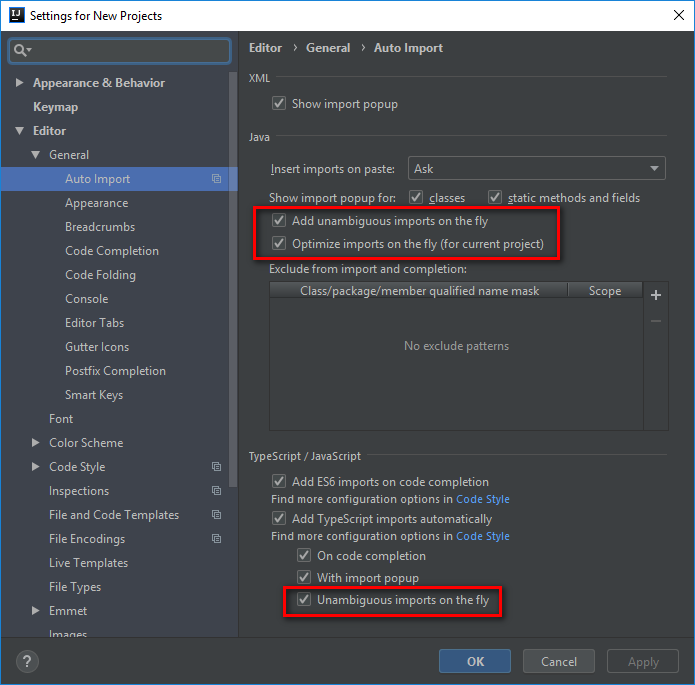 IJ
Settings for New Projects
Appearance & Behavior
Keymap
Editor
General
Auto Import
Appearance
Breadcrumbs
Code Completion
Code Folding
Console
Editor Tabs
Gutter Icons
Postfix Completion
Smart Keys
Font
Color Scheme
Code Style
Inspections
File and Code Templates
File Encodings
Live Templates
File Types
Emmet
Images
Editor › General › Auto Import
XML
Show import popup
Java
Insert imports on paste: Ask
Show import popup for: classes static methods and fields
Add unambiguous imports on the fly
Optimize imports on the fly (for current project)
Exclude from import and completion:
Class/package/member qualified name mask Scope
No exclude patterns
TypeScript / JavaScript
Add ES6 imports on code completion
Find more configuration options in Code Style
Add TypeScript imports automatically
Find more configuration options in Code Style
On code completion
With import popup
Unambiguous imports on the fly
? OK Cancel Apply